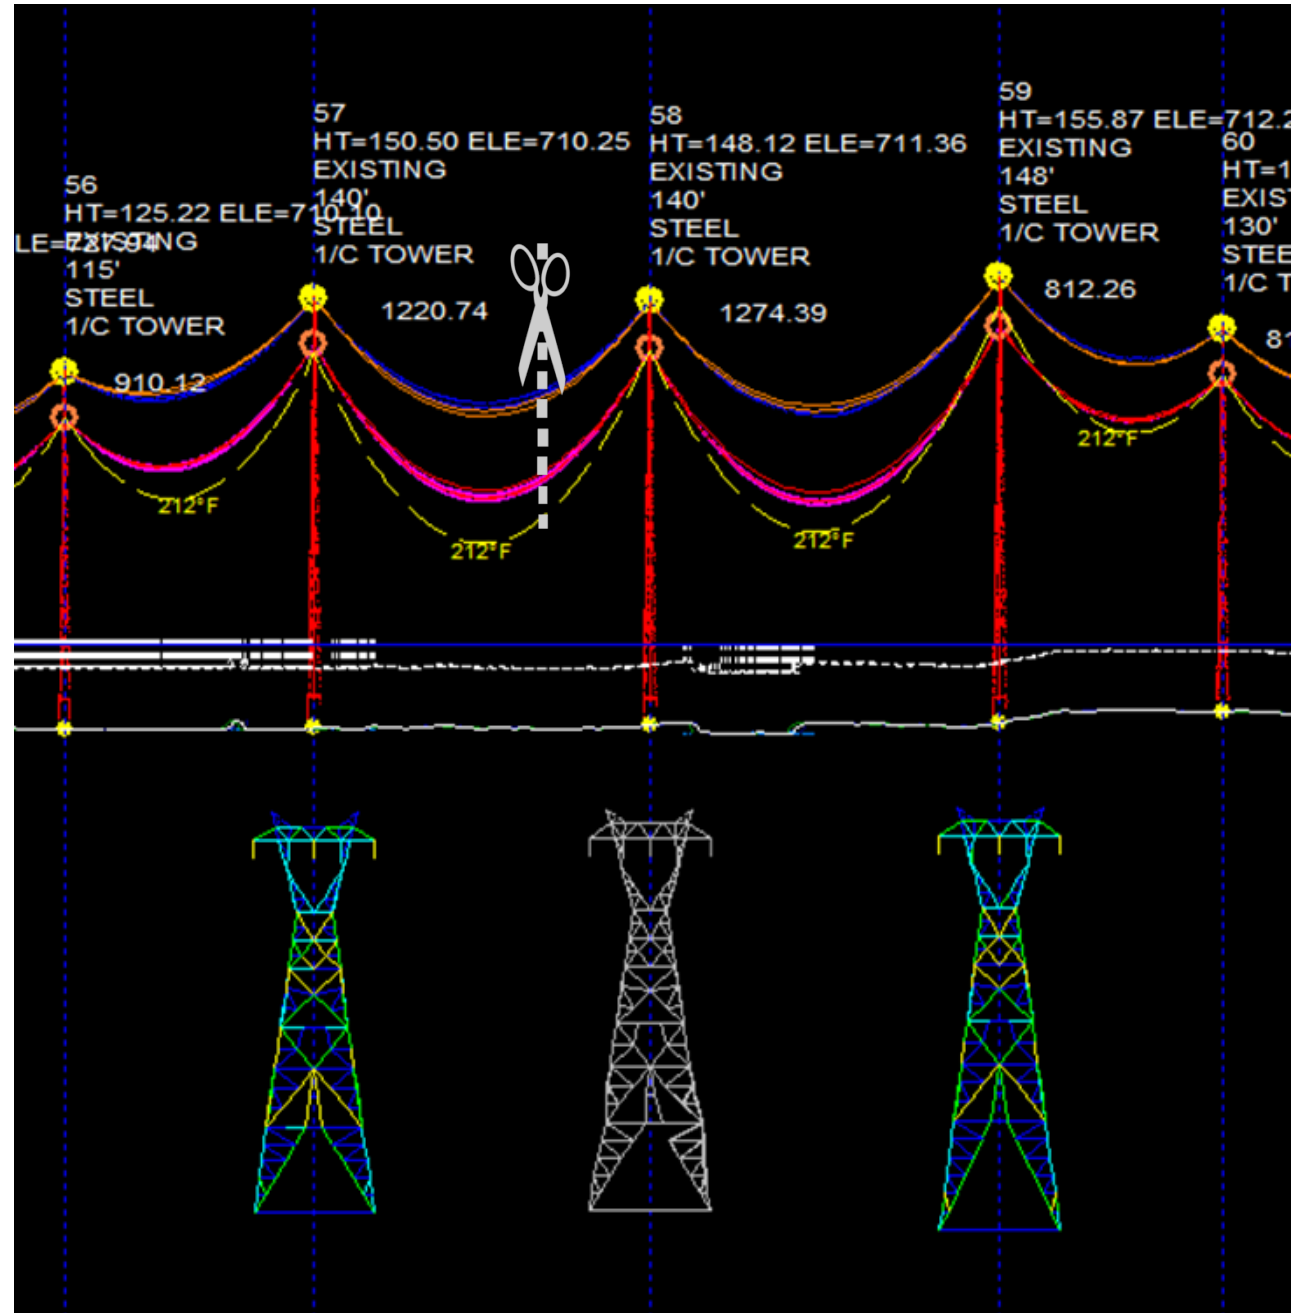 56
HT=125.22 ELE=710.10
EXISTING
115'
STEEL
1/C TOWER
910.12
57
HT=150.50 ELE=710.25
EXISTING
140'
STEEL
1/C TOWER
1220.74
58
HT=148.12 ELE=711.36
EXISTING
140'
STEEL
1/C TOWER
1274.39
59
HT=155.87 ELE=712.2
EXISTING
148'
STEEL
1/C TOWER
812.26
60
HT=1
EXIS
130'
STEE
1/C T
81
212°F
212°F
212°F
212°F